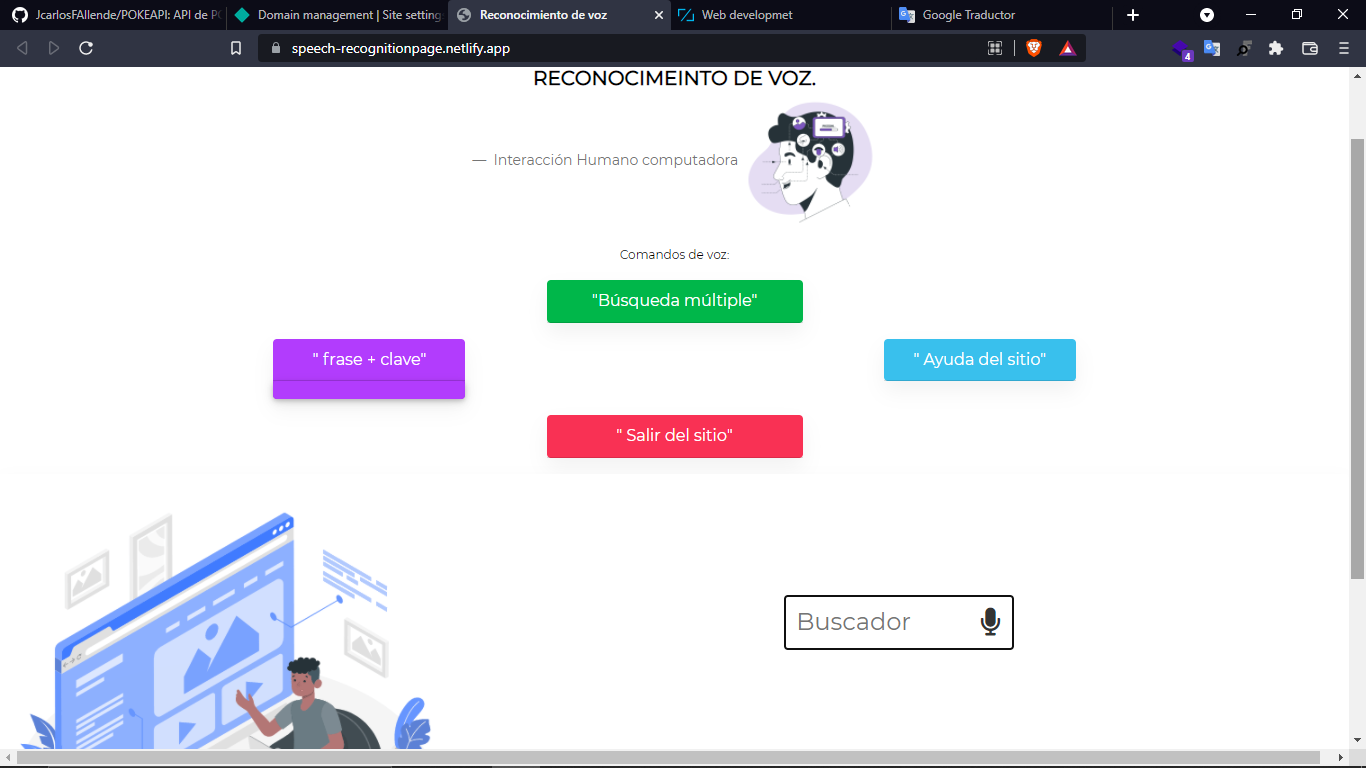 JcarlosFAllende/POKEAPI: API de PO
Domain management | Site setting
Reconocimiento de voz
Web developmet
Google Traductor
speech-recognitionpage.netlify.app
4
RECONOCIMEINTO DE VOZ.
— Interacción Humano computadora
Comandos de voz:
"Búsqueda múltiple"
" frase + clave"
" Ayuda del sitio"
" Salir del sitio"
Buscador